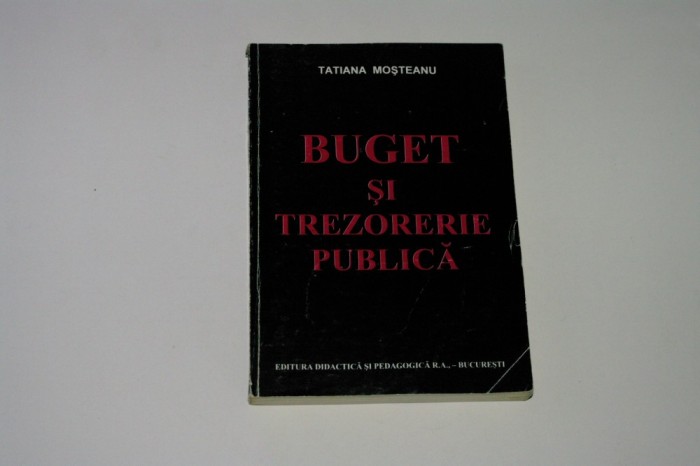 TATIANA MOŞTEANU
BUGET
ŞI
TREZORERIE
PUBLICĂ
EDITURA DIDACTICĂ ŞI PEDAGOGICĂ R.A., – BUCUREŞTI